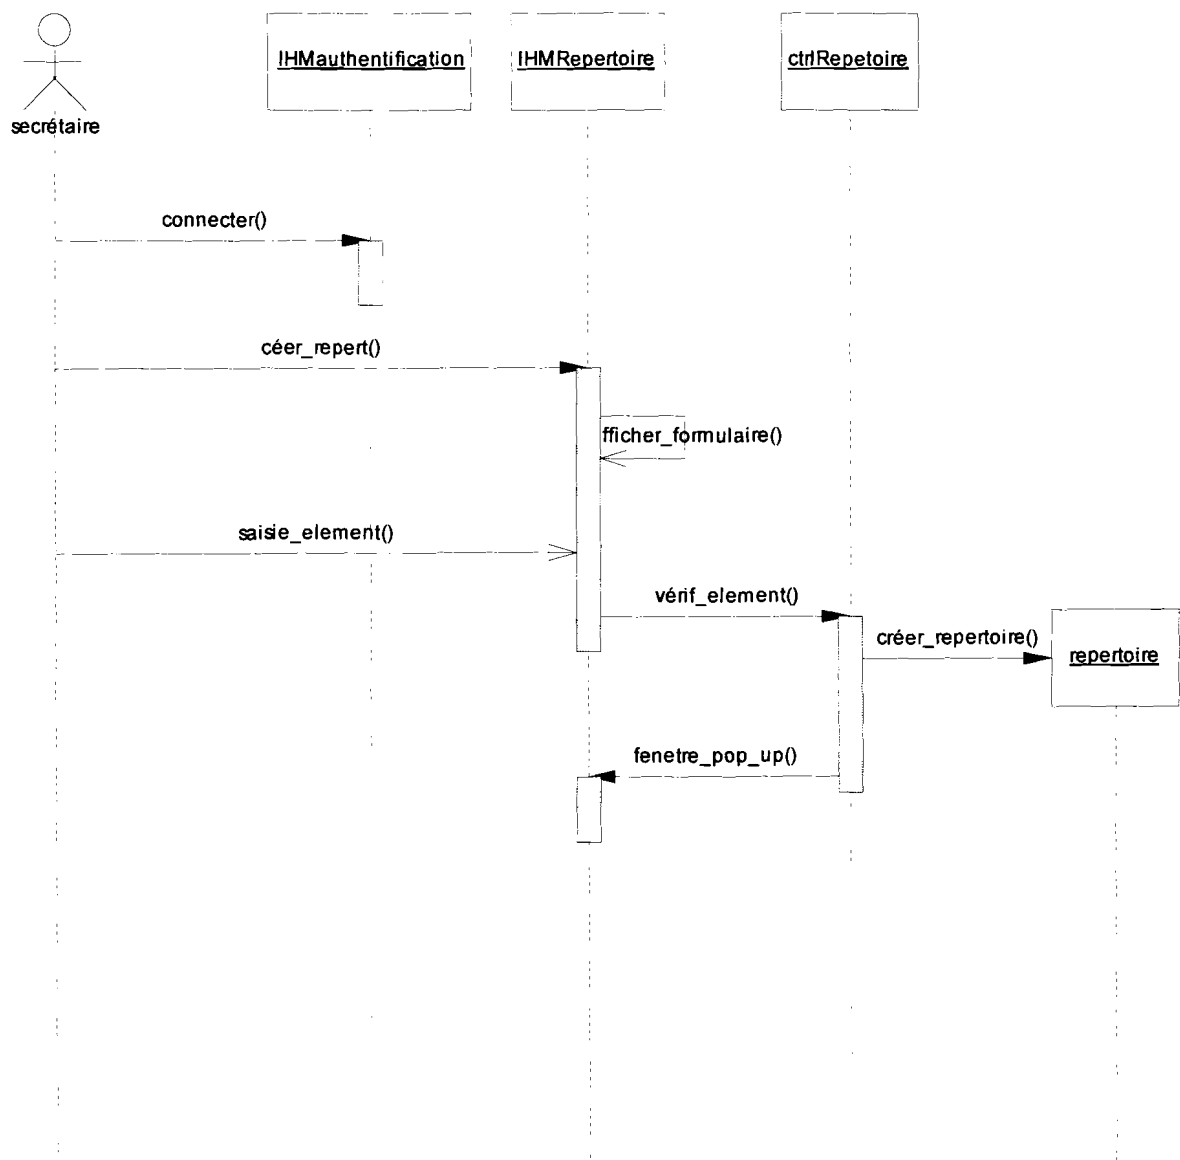 IHMauthentification
IHMRepertoire
ctrlRepetoire
secrétaire
connecter()
céer_repert()
fficher_formulaire()
saisie_element()
vérif_element()
créer_repertoire()
repertoire
fenetre_pop_up()